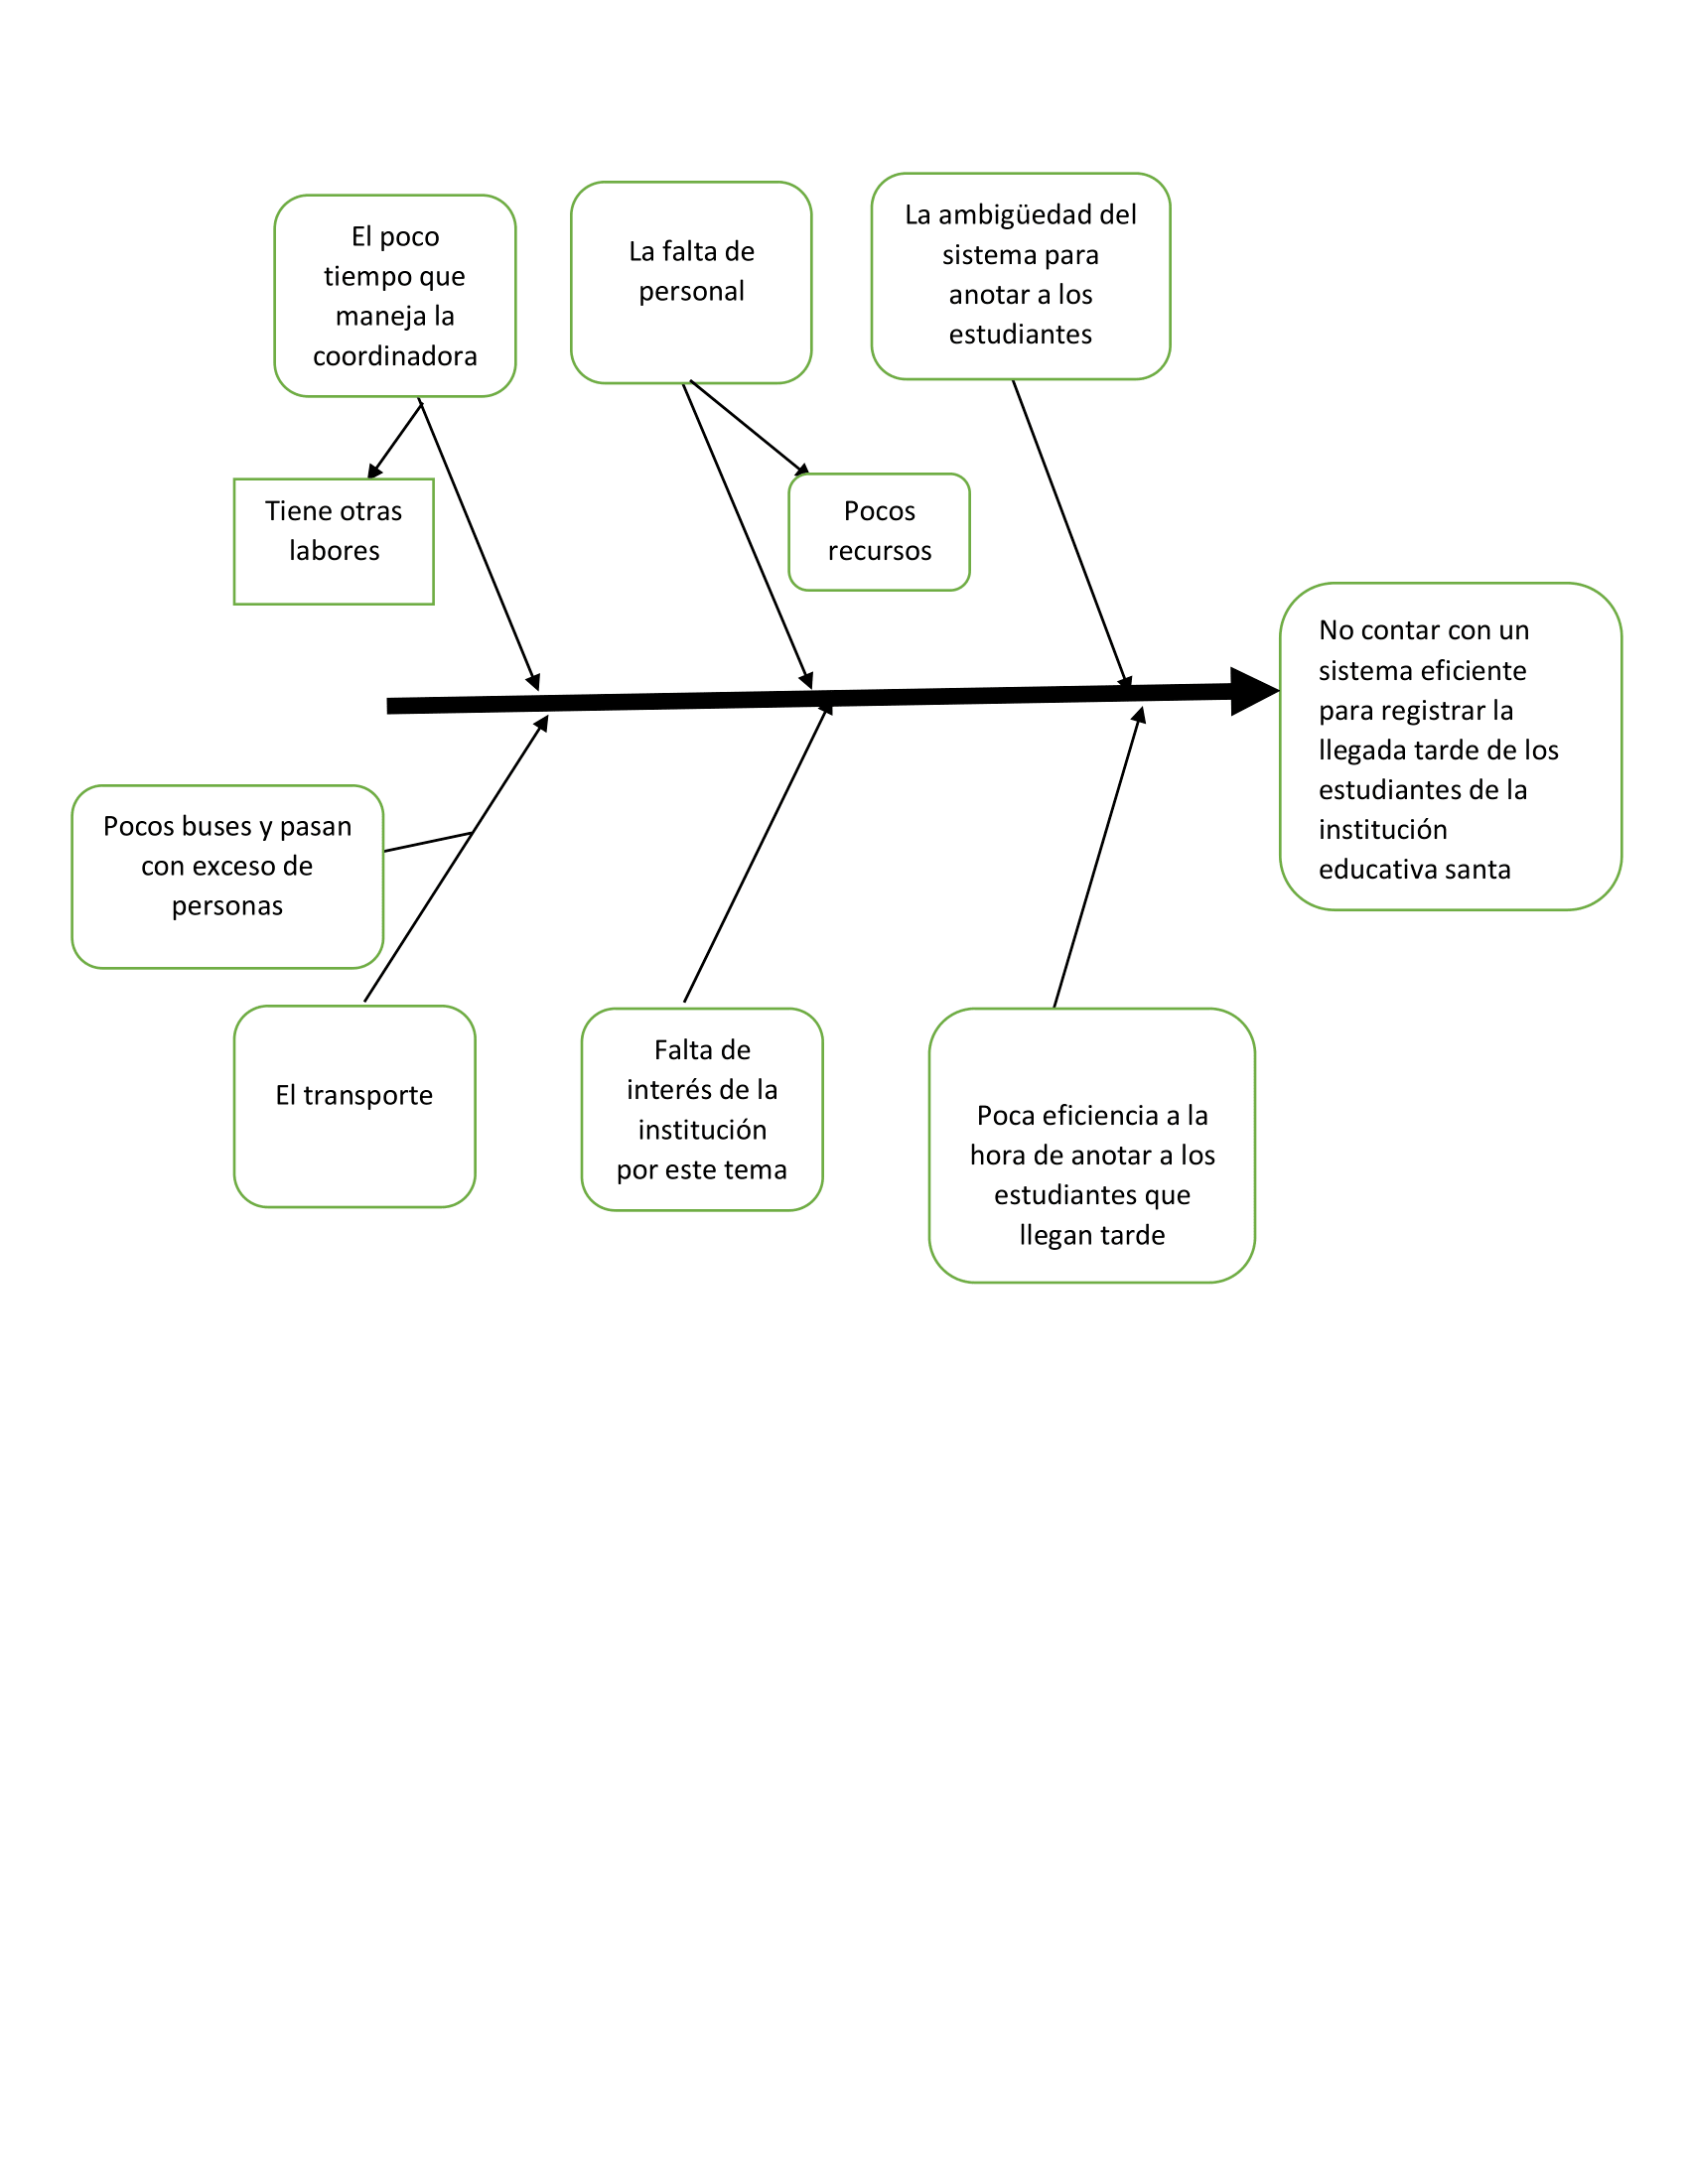 El poco
tiempo que
maneja la
coordinadora
La falta de
personal
La ambigüedad del
sistema para
anotar a los
estudiantes
Tiene otras
labores
Pocos
recursos
No contar con un
sistema eficiente
para registrar la
llegada tarde de los
estudiantes de la
institución
educativa santa
Pocos buses y pasan
con exceso de
personas
El transporte
Falta de
interés de la
institución
por este tema
Poca eficiencia a la
hora de anotar a los
estudiantes que
llegan tarde